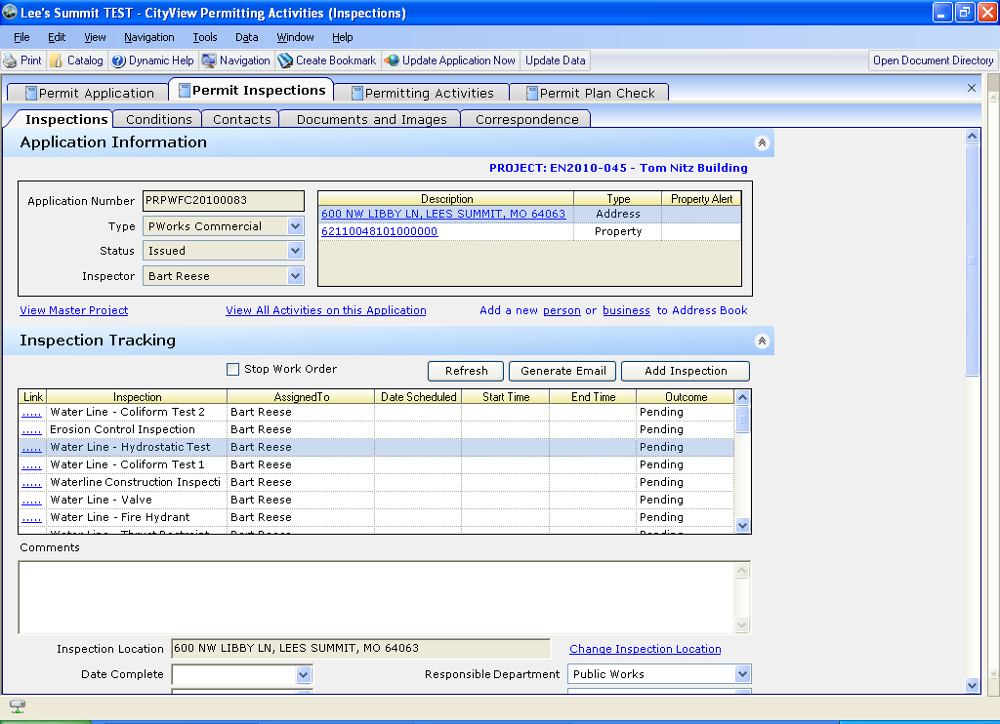 Lee's Summit TEST - CityView Permitting Activities (Inspections)
File Edit View Navigation Tools Data Window Help
Print Catalog Dynamic Help Navigation Create Bookmark Update Application Now Update Data Open Document Directory
Permit Application Permit Inspections Permitting Activities Permit Plan Check
Inspections Conditions Contacts Documents and Images Correspondence
Application Information
PROJECT: EN2010-045 - Tom Nitz Building
Application Number PRPWFC20100083
Type PWorks Commercial
Status Issued
Inspector Bart Reese
Description Type Property Alert
600 NW LIBBY LN, LEES SUMMIT, MO 64063 Address
62110048101000000 Property
View Master Project View All Activities on this Application Add a new person or business to Address Book
Inspection Tracking
Stop Work Order Refresh Generate Email Add Inspection
Link Inspection AssignedTo Date Scheduled Start Time End Time Outcome
..... Water Line - Coliform Test 2 Bart Reese Pending
..... Erosion Control Inspection Bart Reese Pending
..... Water Line - Hydrostatic Test Bart Reese Pending
..... Water Line - Coliform Test 1 Bart Reese Pending
..... Waterline Construction Inspecti Bart Reese Pending
..... Water Line - Valve Bart Reese Pending
..... Water Line - Fire Hydrant Bart Reese Pending
Water Line - Thrust Restraint Bart Reese Pending
Comments
Inspection Location 600 NW LIBBY LN, LEES SUMMIT, MO 64063 Change Inspection Location
Date Complete Responsible Department Public Works